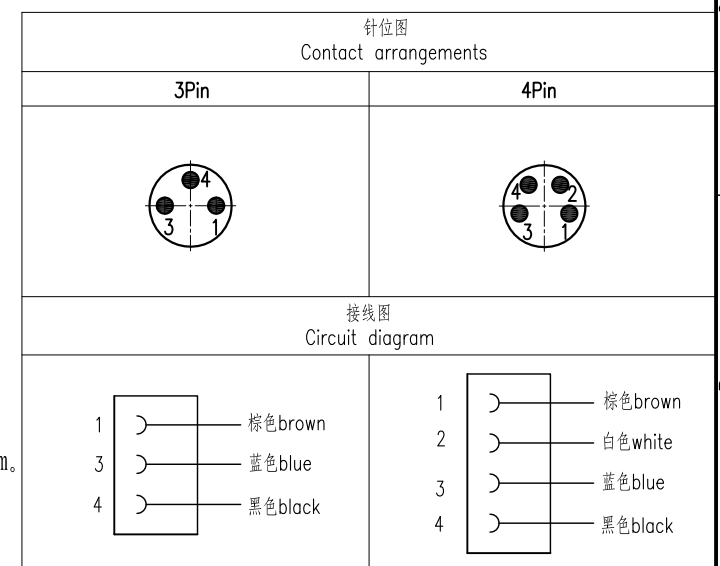 针位图
Contact arrangements
3Pin 4Pin
4
3 1
4 2
3 1
接线图
Circuit diagram
1 棕色brown
3 蓝色blue
4 黑色black
1 棕色brown
2 白色white
3 蓝色blue
4 黑色black
m。